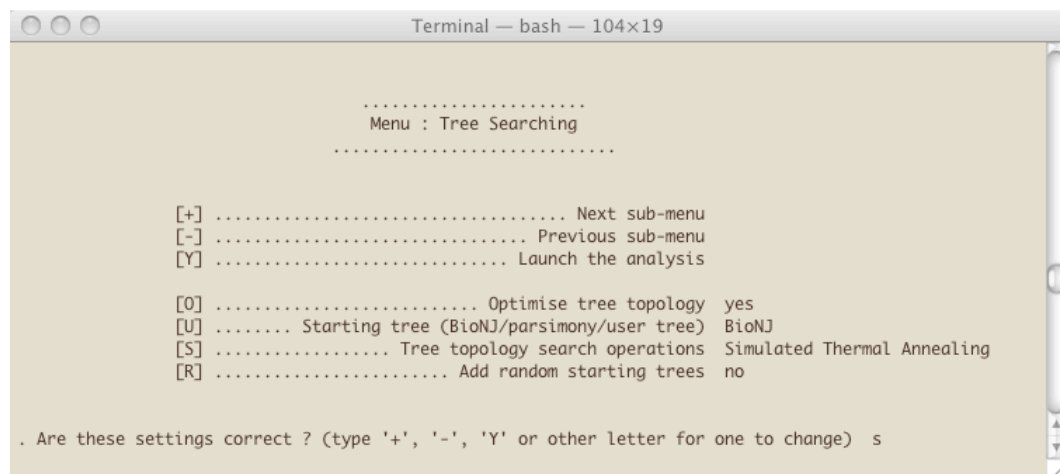 Terminal — bash — 104×19
.......................
Menu : Tree Searching
.............................
[+] .................................... Next sub-menu
[-] ................................ Previous sub-menu
[Y] .............................. Launch the analysis
[O] ........................... Optimise tree topology yes
[U] ........ Starting tree (BioNJ/parsimony/user tree) BioNJ
[S] .................. Tree topology search operations Simulated Thermal Annealing
[R] ........................ Add random starting trees no
. Are these settings correct ? (type '+', '-', 'Y' or other letter for one to change) s